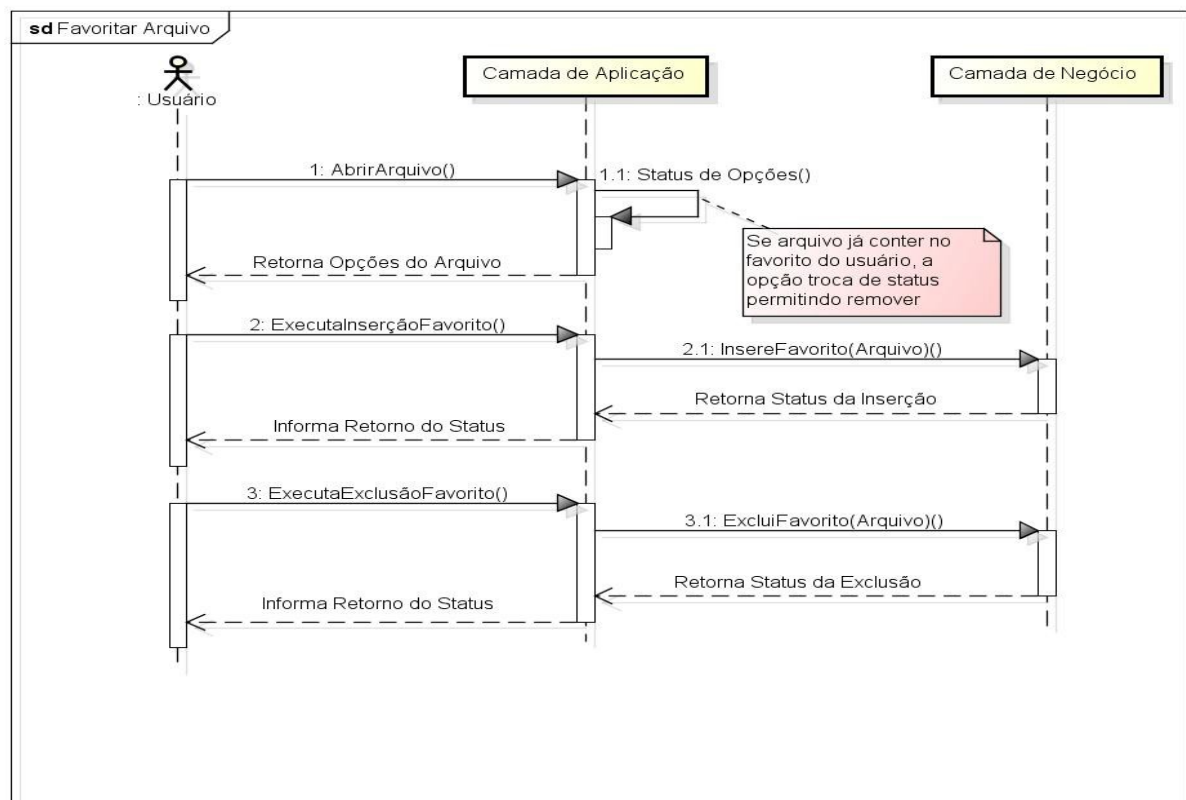 sd Favoritar Arquivo
: Usuário
Camada de Aplicação
Camada de Negócio
1: AbrirArquivo()
1.1: Status de Opções()
Se arquivo já conter no
favorito do usuário, a
opção troca de status
permitindo remover
Retorna Opções do Arquivo
2: ExecutaInserçãoFavorito()
2.1: InsereFavorito(Arquivo)()
Retorna Status da Inserção
Informa Retorno do Status
3: ExecutaExclusãoFavorito()
3.1: ExcluiFavorito(Arquivo)()
Retorna Status da Exclusão
Informa Retorno do Status